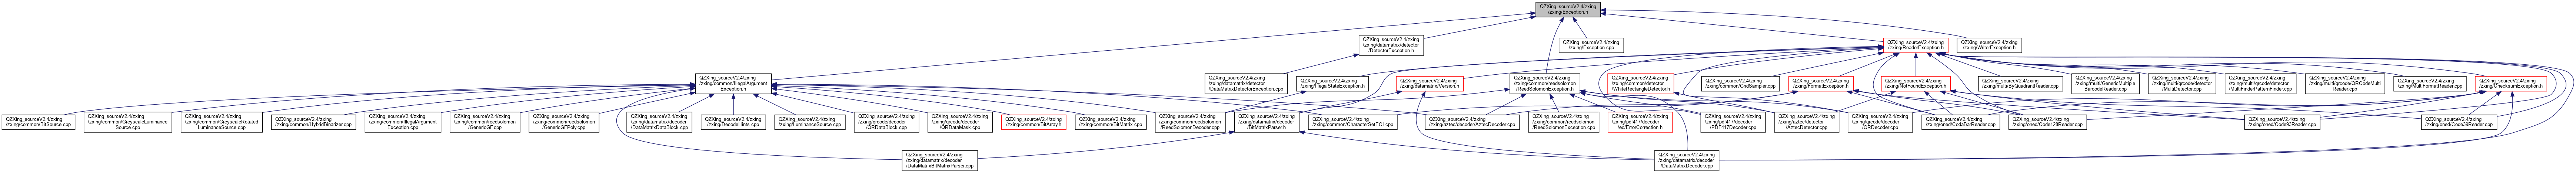 QZXing_sourceV2.4/zxing
/zxing/Exception.h
QZXing_sourceV2.4/zxing
/zxing/datamatrix/detector
/DetectorException.h
QZXing_sourceV2.4/zxing
/zxing/Exception.cpp
QZXing_sourceV2.4/zxing
/zxing/ReaderException.h
QZXing_sourceV2.4/zxing
/zxing/WriterException.h
QZXing_sourceV2.4/zxing
/zxing/common/IllegalArgument
Exception.h
QZXing_sourceV2.4/zxing
/zxing/datamatrix/detector
/DataMatrixDetectorException.cpp
QZXing_sourceV2.4/zxing
/zxing/IllegalStateException.h
QZXing_sourceV2.4/zxing
/zxing/datamatrix/Version.h
QZXing_sourceV2.4/zxing
/zxing/common/reedsolomon
/ReedSolomonException.h
QZXing_sourceV2.4/zxing
/zxing/common/detector
/WhiteRectangleDetector.h
QZXing_sourceV2.4/zxing
/zxing/common/GridSampler.cpp
QZXing_sourceV2.4/zxing
/zxing/FormatException.h
QZXing_sourceV2.4/zxing
/zxing/NotFoundException.h
QZXing_sourceV2.4/zxing
/zxing/multi/ByQuadrantReader.cpp
QZXing_sourceV2.4/zxing
/zxing/multi/GenericMultiple
BarcodeReader.cpp
QZXing_sourceV2.4/zxing
/zxing/multi/qrcode/detector
/MultiDetector.cpp
QZXing_sourceV2.4/zxing
/zxing/multi/qrcode/detector
/MultiFinderPatternFinder.cpp
QZXing_sourceV2.4/zxing
/zxing/multi/qrcode/QRCodeMulti
Reader.cpp
QZXing_sourceV2.4/zxing
/zxing/MultiFormatReader.cpp
QZXing_sourceV2.4/zxing
/zxing/ChecksumException.h
QZXing_sourceV2.4/zxing
/zxing/common/BitSource.cpp
QZXing_sourceV2.4/zxing
/zxing/common/GreyscaleLuminance
Source.cpp
QZXing_sourceV2.4/zxing
/zxing/common/GreyscaleRotated
LuminanceSource.cpp
QZXing_sourceV2.4/zxing
/zxing/common/HybridBinarizer.cpp
QZXing_sourceV2.4/zxing
/zxing/common/IllegalArgument
Exception.cpp
QZXing_sourceV2.4/zxing
/zxing/common/reedsolomon
/GenericGF.cpp
QZXing_sourceV2.4/zxing
/zxing/common/reedsolomon
/GenericGFPoly.cpp
QZXing_sourceV2.4/zxing
/zxing/datamatrix/decoder
/DataMatrixDataBlock.cpp
QZXing_sourceV2.4/zxing
/zxing/DecodeHints.cpp
QZXing_sourceV2.4/zxing
/zxing/LuminanceSource.cpp
QZXing_sourceV2.4/zxing
/zxing/qrcode/decoder
/QRDataBlock.cpp
QZXing_sourceV2.4/zxing
/zxing/qrcode/decoder
/QRDataMask.cpp
QZXing_sourceV2.4/zxing
/zxing/common/BitArray.h
QZXing_sourceV2.4/zxing
/zxing/common/BitMatrix.cpp
QZXing_sourceV2.4/zxing
/zxing/common/reedsolomon
/ReedSolomonDecoder.cpp
QZXing_sourceV2.4/zxing
/zxing/datamatrix/decoder
/BitMatrixParser.h
QZXing_sourceV2.4/zxing
/zxing/common/CharacterSetECI.cpp
QZXing_sourceV2.4/zxing
/zxing/aztec/decoder/AztecDecoder.cpp
QZXing_sourceV2.4/zxing
/zxing/common/reedsolomon
/ReedSolomonException.cpp
QZXing_sourceV2.4/zxing
/zxing/pdf417/decoder
/ec/ErrorCorrection.h
QZXing_sourceV2.4/zxing
/zxing/pdf417/decoder
/PDF417Decoder.cpp
QZXing_sourceV2.4/zxing
/zxing/aztec/detector
/AztecDetector.cpp
QZXing_sourceV2.4/zxing
/zxing/qrcode/decoder
/QRDecoder.cpp
QZXing_sourceV2.4/zxing
/zxing/oned/CodaBarReader.cpp
QZXing_sourceV2.4/zxing
/zxing/oned/Code128Reader.cpp
QZXing_sourceV2.4/zxing
/zxing/oned/Code93Reader.cpp
QZXing_sourceV2.4/zxing
/zxing/oned/Code39Reader.cpp
QZXing_sourceV2.4/zxing
/zxing/datamatrix/decoder
/DataMatrixBitMatrixParser.cpp
QZXing_sourceV2.4/zxing
/zxing/datamatrix/decoder
/DataMatrixDecoder.cpp